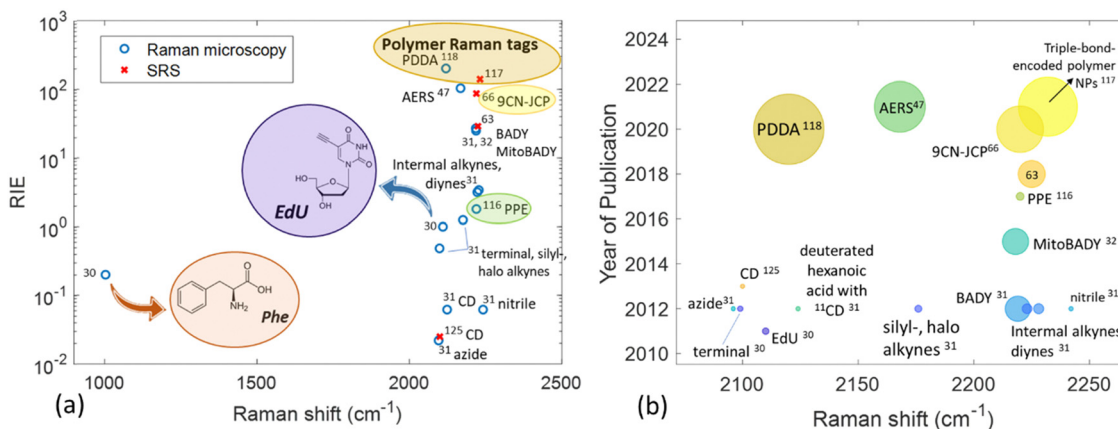 10³
10²
10¹
10⁰
10⁻¹
10⁻²
RIE
Raman microscopy
SRS
Polymer Raman tags
PDDA ¹¹⁸
117
AERS ⁴⁷
66 9CN-JCP
63
31, 32
BADY
MitoBADY
Intermal alkynes,
diynes³¹
116 PPE
30
31 terminal, silyl-,
halo alkynes
O
NH
N
O
HO
O
OH
EdU
30
O
OH
NH₂
Phe
31 CD
31 nitrile
125 CD
31 azide
1000
1500
2000
2500
Raman shift (cm⁻¹)
(a)
2024
2022
2020
2018
2016
2014
2012
2010
Year of Publication
Triple-bond-
encoded polymer
NPs ¹¹⁷
PDDA ¹¹⁸
AERS⁴⁷
9CN-JCP⁶⁶
63
PPE ¹¹⁶
MitoBADY ³²
CD ¹²⁵
deuterated
hexanoic
acid with
¹¹CD ³¹
azide³¹
terminal ³⁰
EdU ³⁰
silyl-, halo
alkynes ³¹
BADY ³¹
nitrile³¹
Intermal alkynes,
diynes ³¹
2100
2150
2200
2250
Raman shift (cm⁻¹)
(b)